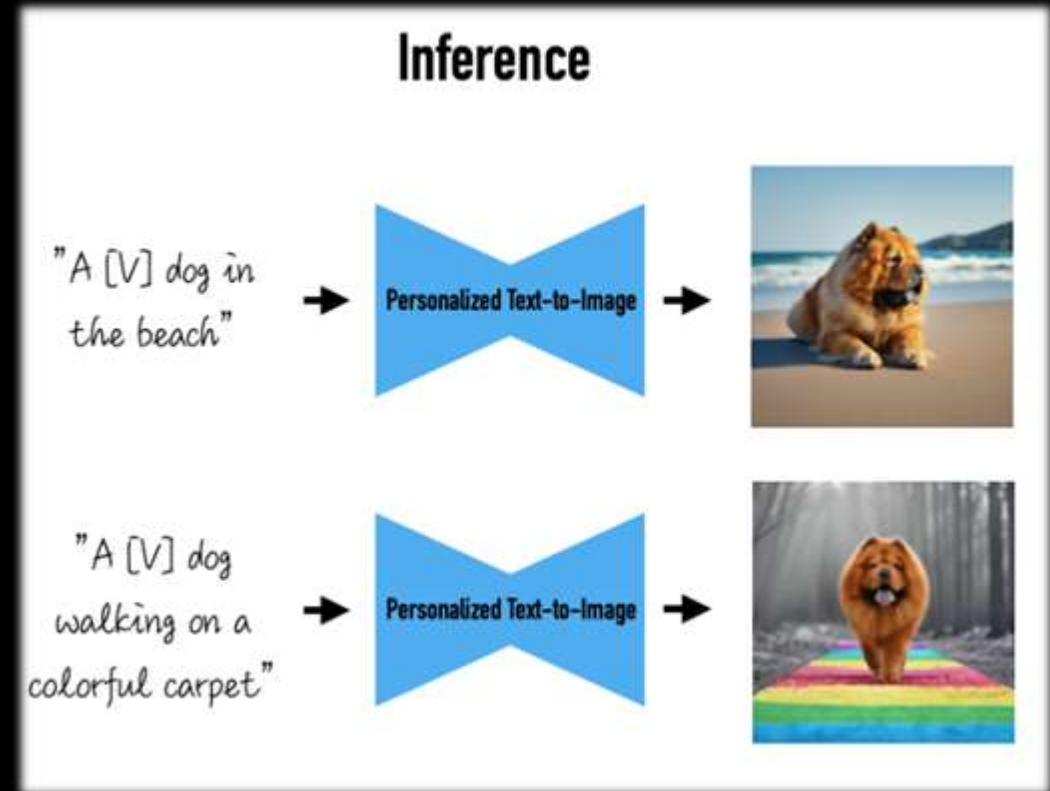 Inference
"A [V] dog in
the beach"
Personalized Text-to-Image
"A [V] dog
walking on a
colorful carpet"
Personalized Text-to-Image